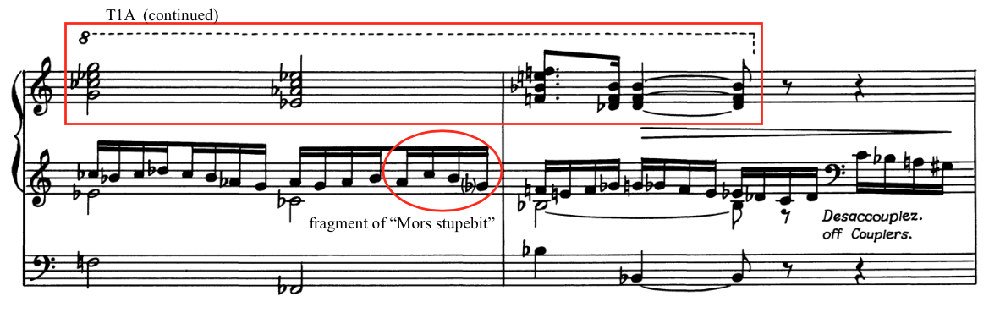 T1A (continued)
8
fragment of “Mors stupebit”
Desaccouplez.
off Couplers.